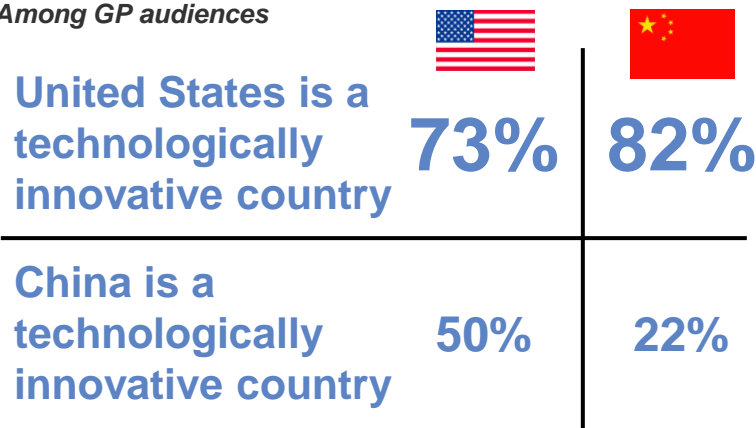 Among GP audiences
United States is a
technologically
innovative country
73%
82%
China is a
technologically
innovative country
50%
22%